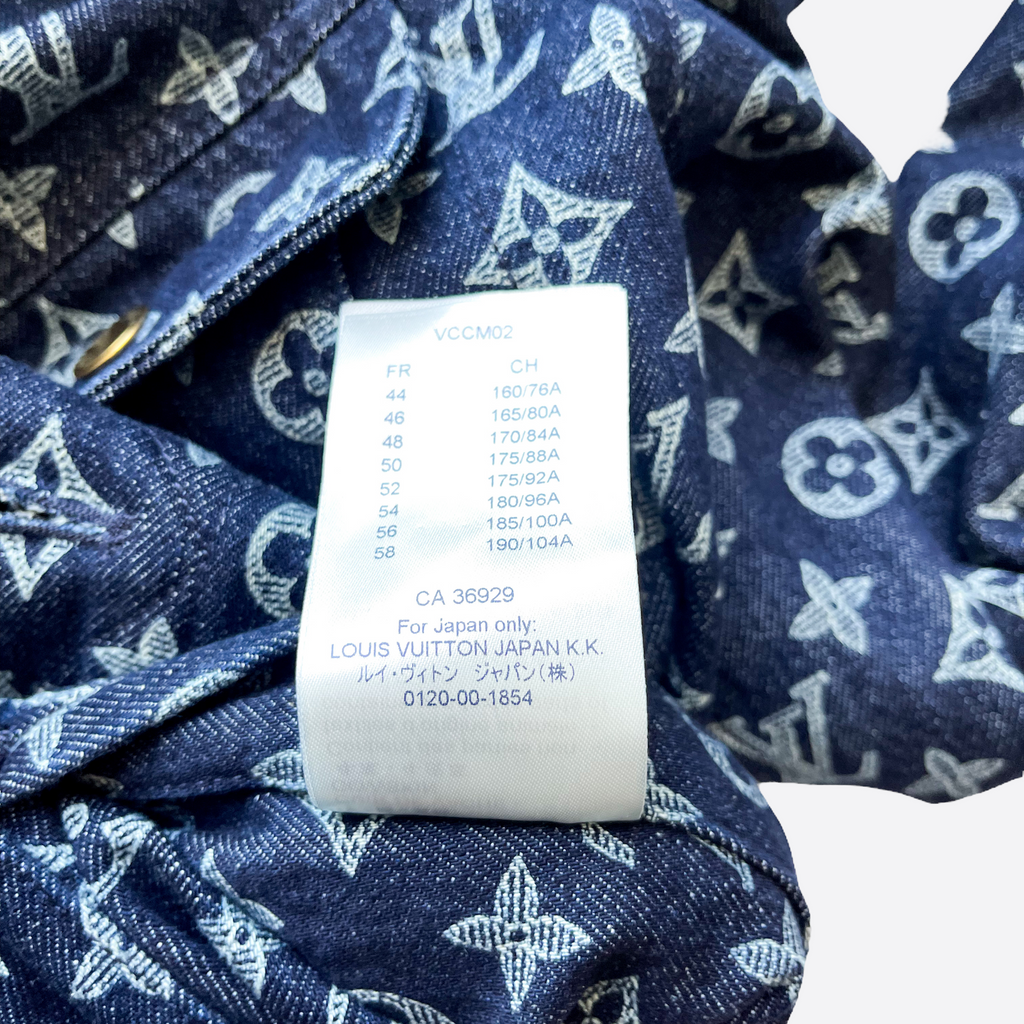 VCCM02
FR CH
44 160/76A
46 165/80A
48 170/84A
50 175/88A
52 175/92A
54 180/96A
56 185/100A
58 190/104A
CA 36929
For Japan only:
LOUIS VUITTON JAPAN K.K.
ルイ・ヴィトン ジャパン(株)
0120-00-1854